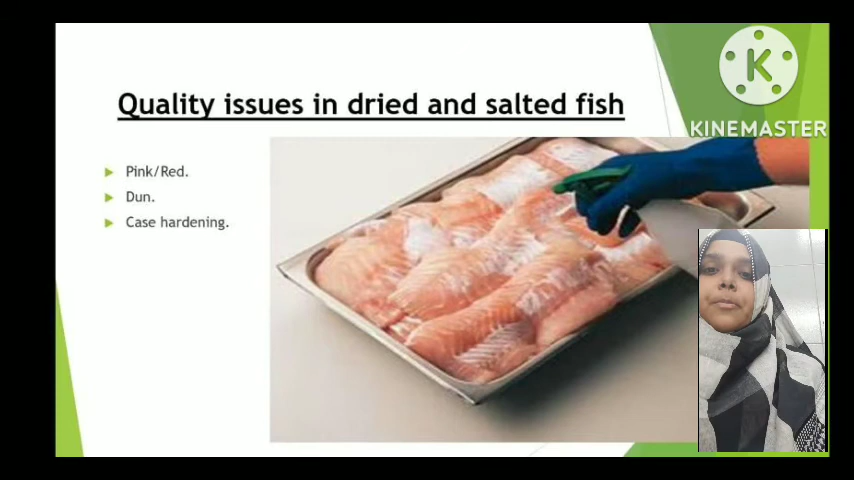 Quality issues in dried and salted fish
Pink/Red.
Dun.
Case hardening.
K
KINEMASTER